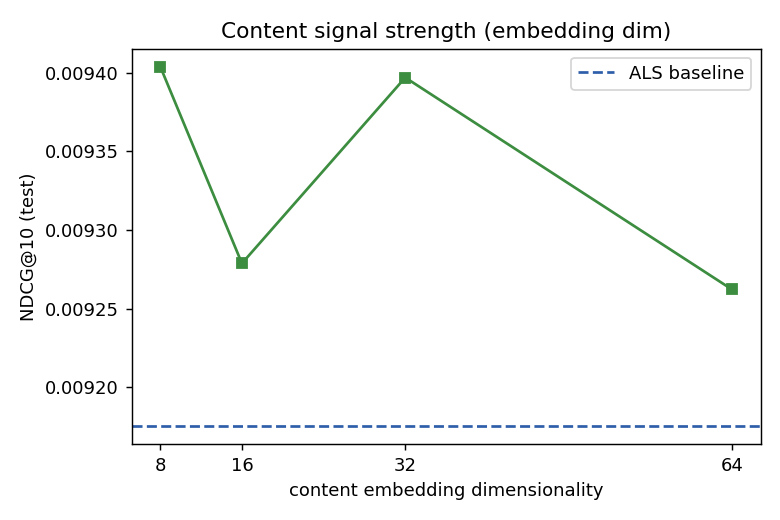 Content signal strength (embedding dim)
ALS baseline
NDCG@10 (test)
0.00940
0.00935
0.00930
0.00925
0.00920
8 16 32 64
content embedding dimensionality